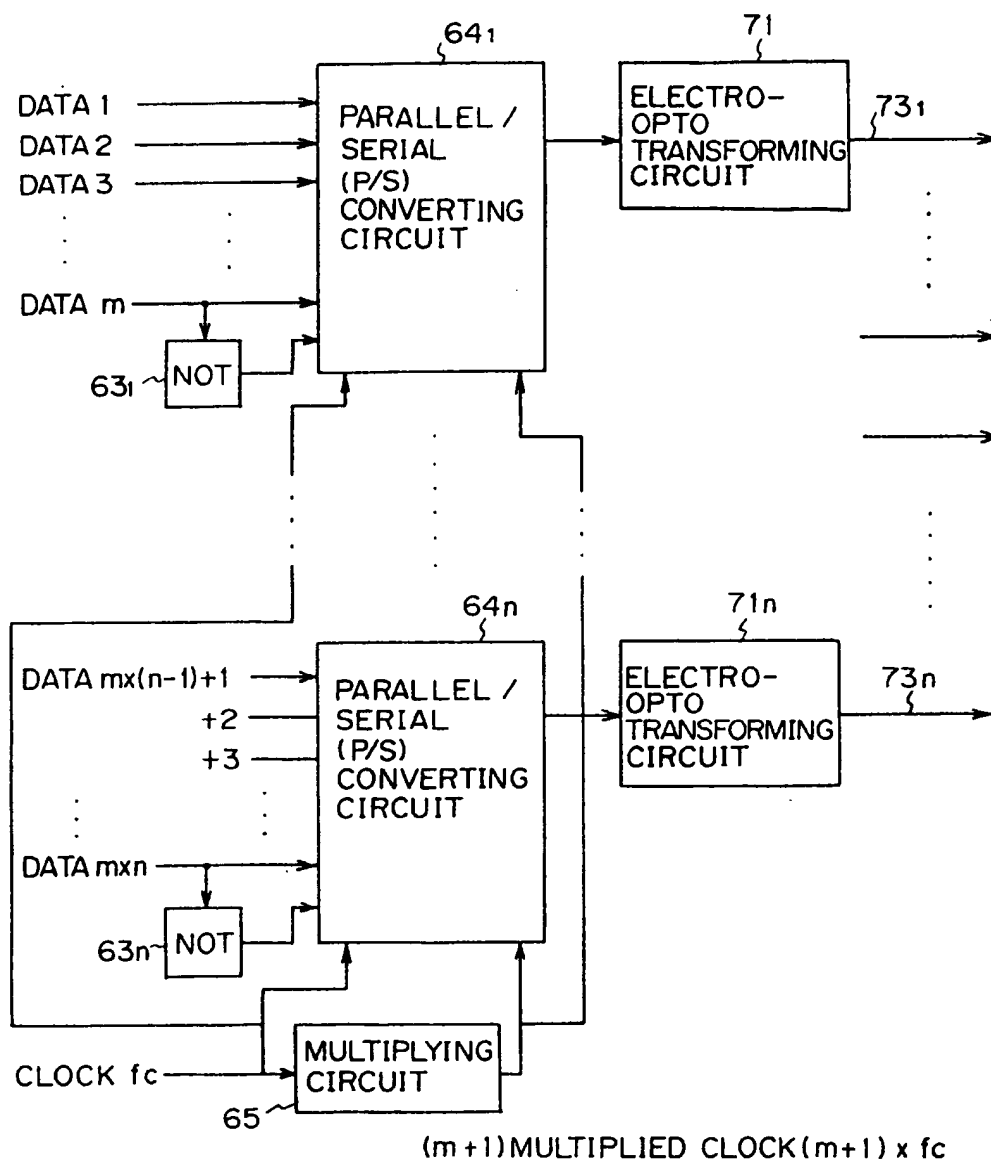 64₁
71
DATA 1
DATA 2
DATA 3
DATA m
PARALLEL /
SERIAL
(P/S)
CONVERTING
CIRCUIT
ELECTRO-
OPTO
TRANSFORMING
CIRCUIT
73₁
NOT
63₁
64n
71n
DATA mx(n-1)+1
+2
+3
DATA mxn
PARALLEL /
SERIAL
(P/S)
CONVERTING
CIRCUIT
ELECTRO-
OPTO
TRANSFORMING
CIRCUIT
73n
NOT
63n
CLOCK fc
MULTIPLYING
CIRCUIT
65
(m+1) MULTIPLIED CLOCK (m+1) x fc